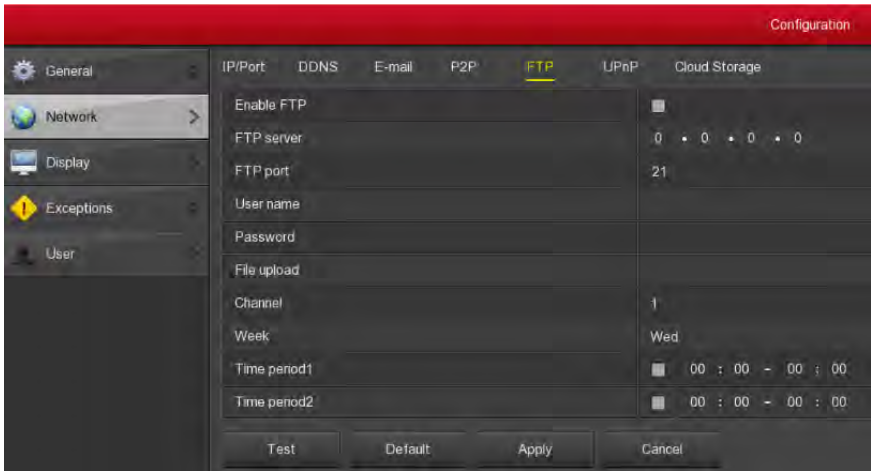 Configuration
General
Network >
Display
Exceptions
User
IP/Port DDNS E-mail P2P FTP UPnP Cloud Storage
Enable FTP
FTP server 0 . 0 . 0 . 0
FTP port 21
User name
Password
File upload
Channel 1
Week Wed
Time period1 00 : 00 - 00 : 00
Time period2 00 : 00 - 00 : 00
Test Default Apply Cancel